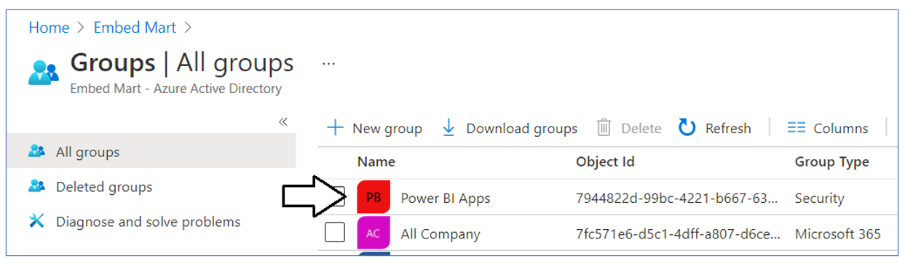 Home > Embed Mart >
Groups | All groups ...
Embed Mart - Azure Active Directory
«
All groups
Deleted groups
Diagnose and solve problems
New group Download groups Delete Refresh Columns
Name Object Id Group Type
PB Power BI Apps 7944822d-99bc-4221-b667-63... Security
AC All Company 7fc571e6-d5c1-4dff-a807-d6ce... Microsoft 365